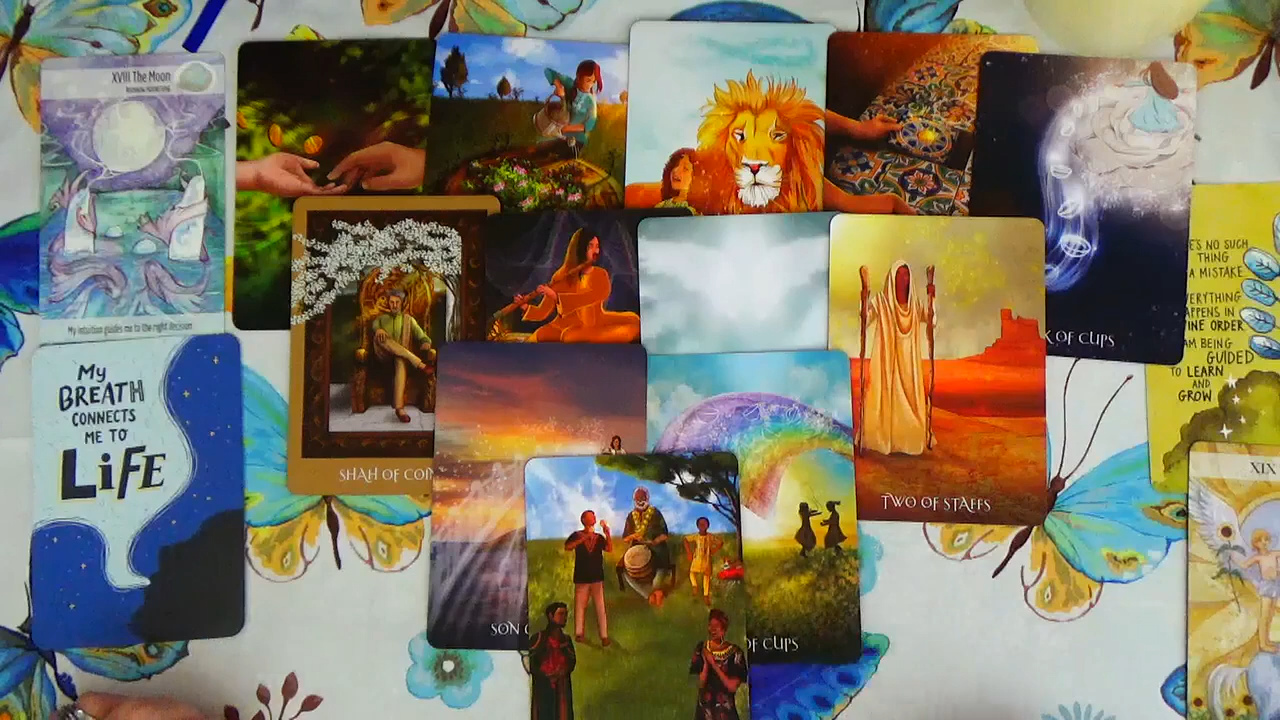 XVIII The Moon
My intuition guides me to the right decision
My
BREATH
CONNECTS
ME TO
LIFE
SHAH OF COIN
SON
OF CUPS
TWO OF STAFFS
OF CUPS
E'S NO SUCH
THING
A MISTAKE
VERYTHING
APPENS IN
INE ORDER
AM BEING
GUIDED
TO LEARN
AND
GROW
XIX